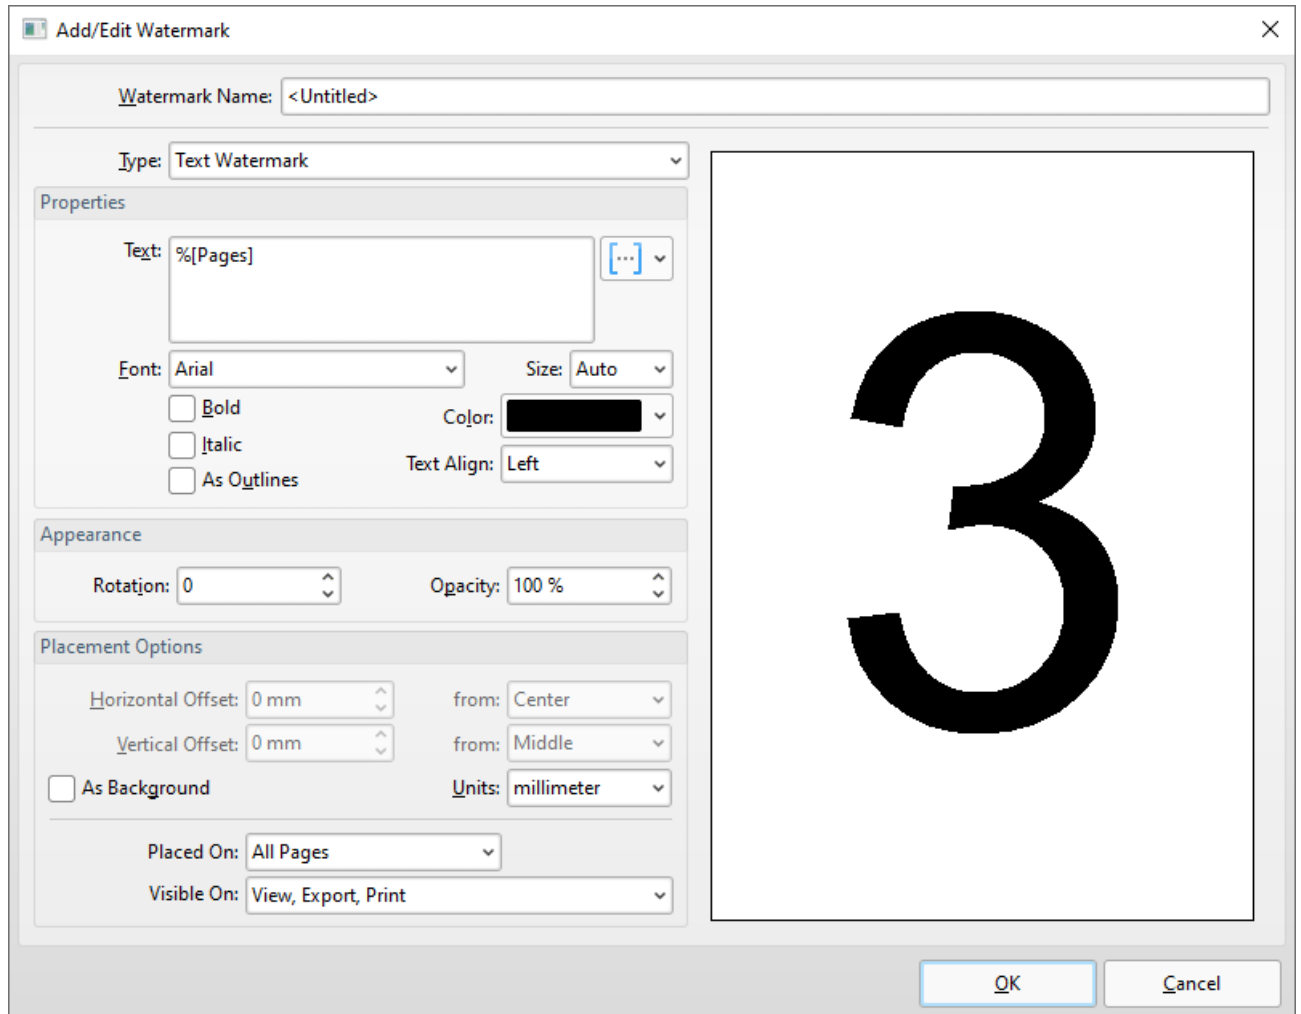 Add/Edit Watermark
Watermark Name: <Untitled>
Type: Text Watermark
Properties
Text: %[Pages]
[...]
Font: Arial
Size: Auto
Bold
Color:
Italic
Text Align: Left
As Outlines
Appearance
Rotation: 0
Opacity: 100 %
Placement Options
Horizontal Offset: 0 mm
from: Center
Vertical Offset: 0 mm
from: Middle
As Background
Units: millimeter
Placed On: All Pages
Visible On: View, Export, Print
3
OK
Cancel